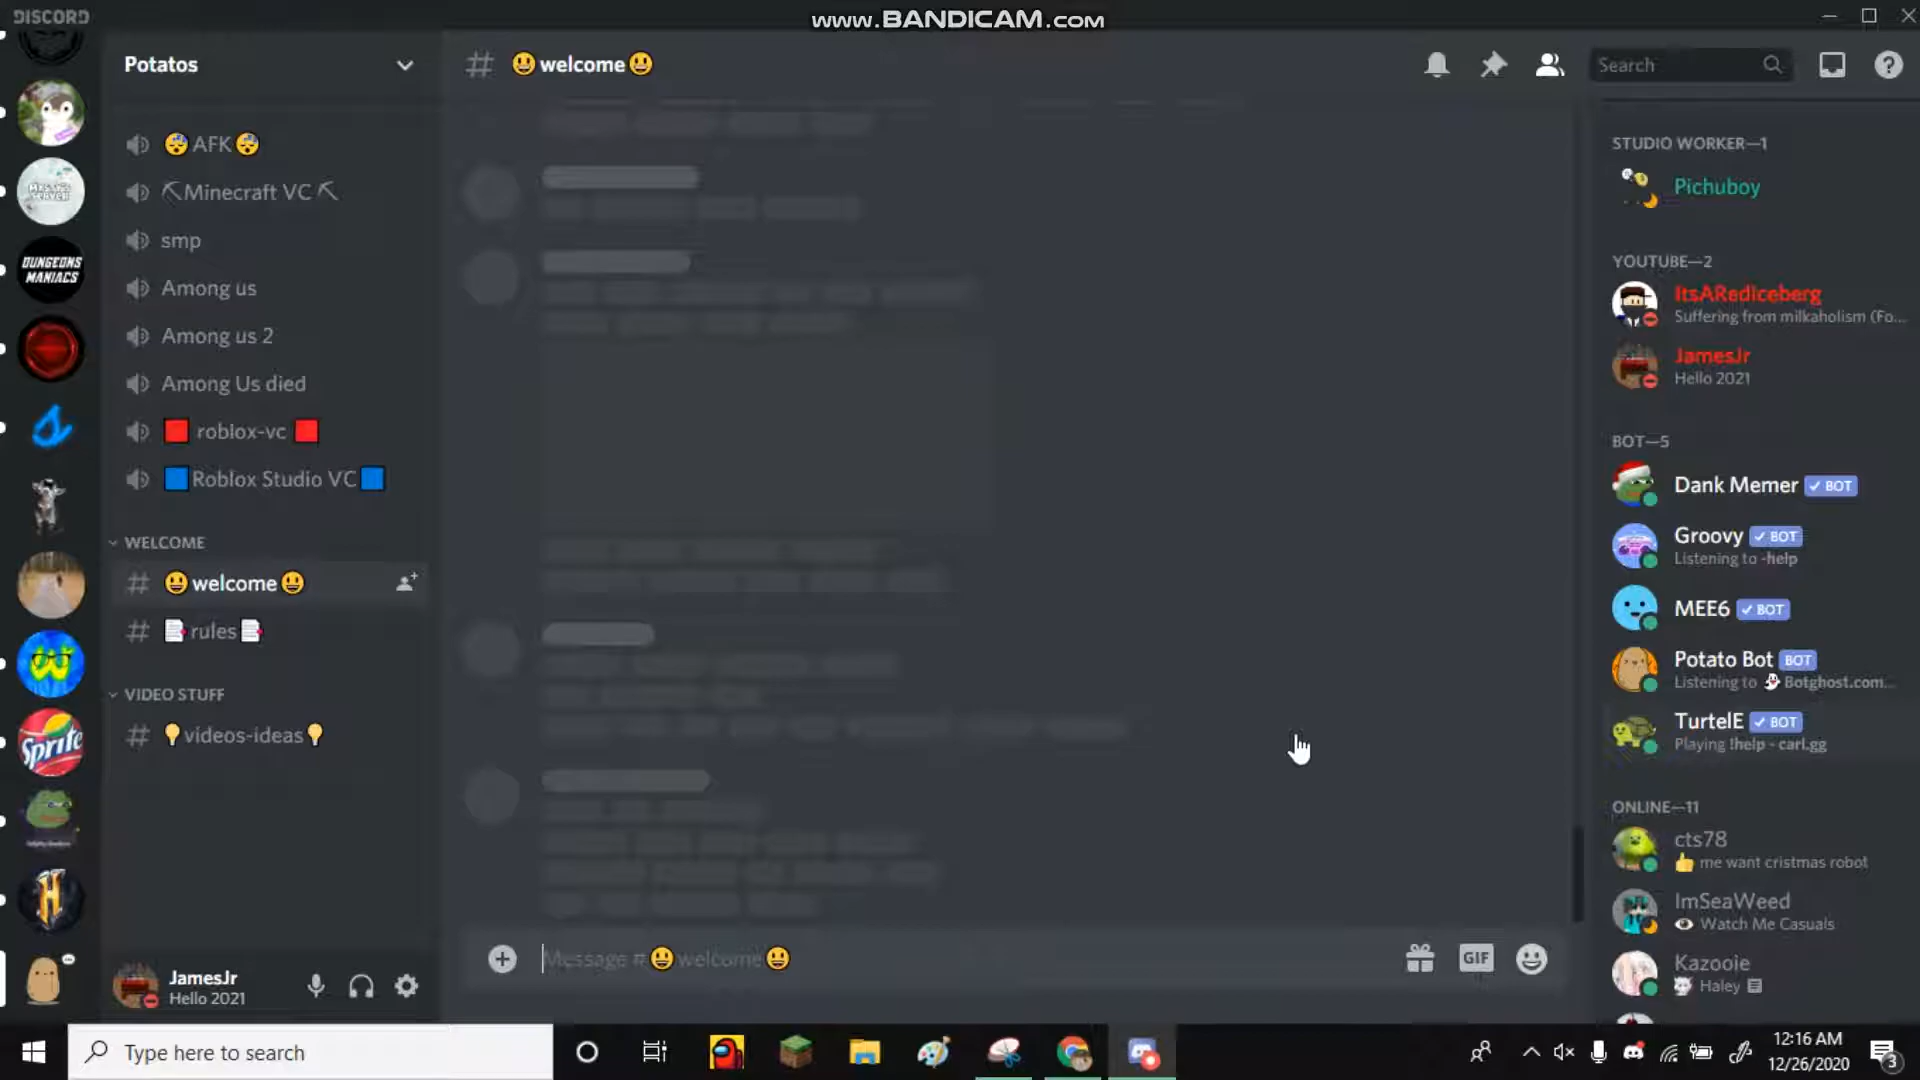 DISCORD
www.BANDICAM.com
Potatos
# 😃welcome😃
Search
😴AFK😴
⛏Minecraft VC⛏
smp
Among us
Among us 2
Among Us died
🟥 roblox-vc 🟥
🟦Roblox Studio VC🟦
WELCOME
# 😃welcome😃
# 📑rules📑
VIDEO STUFF
# 💡videos-ideas💡
DUNGEONS
MANIACS
Sprite
JamesJr
Hello 2021
Message #😃welcome😃
GIF
STUDIO WORKER—1
Pichuboy
YOUTUBE—2
ItsARedIceberg
Suffering from milkaholism (Fo...
JamesJr
Hello 2021
BOT—5
Dank Memer ✓ BOT
Groovy ✓ BOT
Listening to -help
MEE6 ✓ BOT
Potato Bot BOT
Listening to 👻 Botghost.com...
TurtelE ✓ BOT
Playing !help - carl.gg
ONLINE—11
cts78
👍 me want cristmas robot
ImSeaWeed
👁 Watch Me Casuals
Kazooie
Haley
Type here to search
12:16 AM
12/26/2020
3